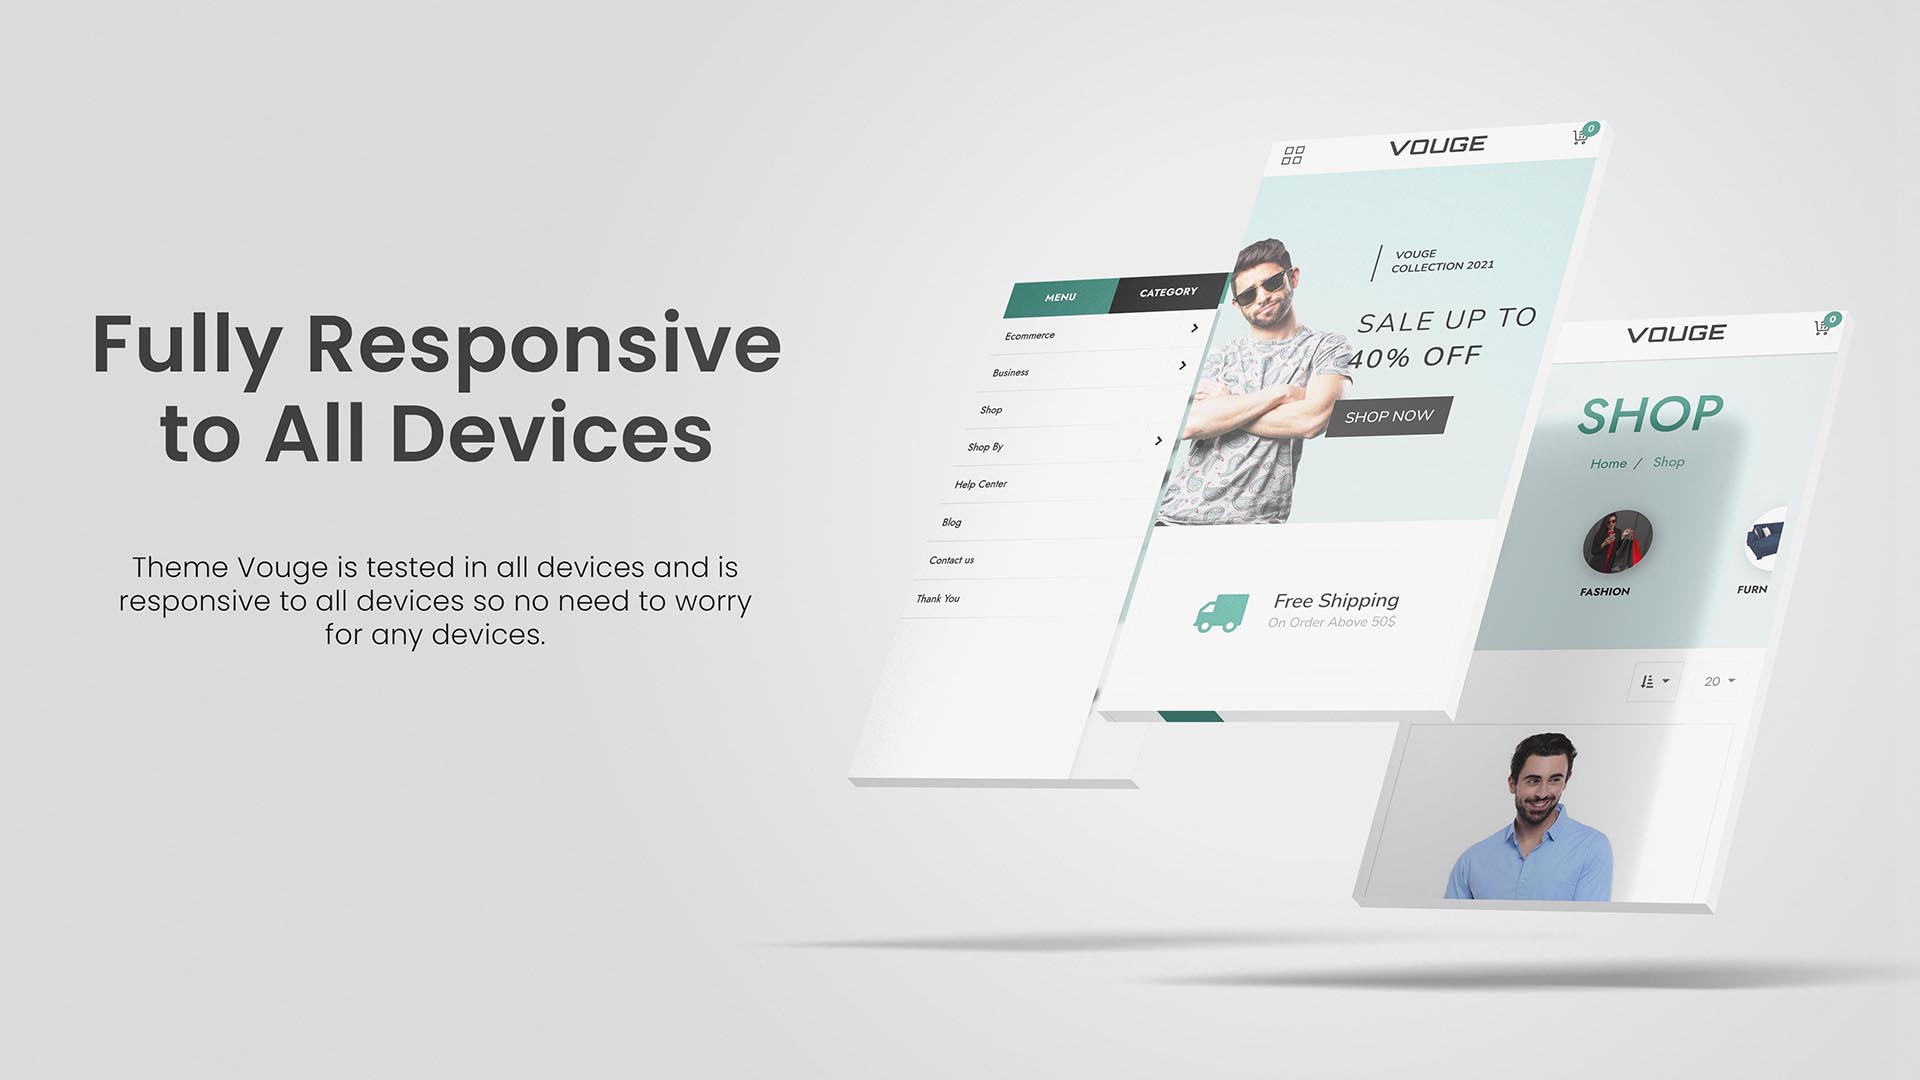 Fully Responsive
to All Devices
Theme Vouge is tested in all devices and is
responsive to all devices so no need to worry
for any devices.
MENU
CATEGORY
Ecommerce
Business
Shop
Shop By
Help Center
Blog
Contact us
Thank You
VOUGE
0
VOUGE
COLLECTION 2021
SALE UP TO
40% OFF
SHOP NOW
Free Shipping
On Order Above 50$
VOUGE
0
SHOP
Home / Shop
FASHION
FURN
20